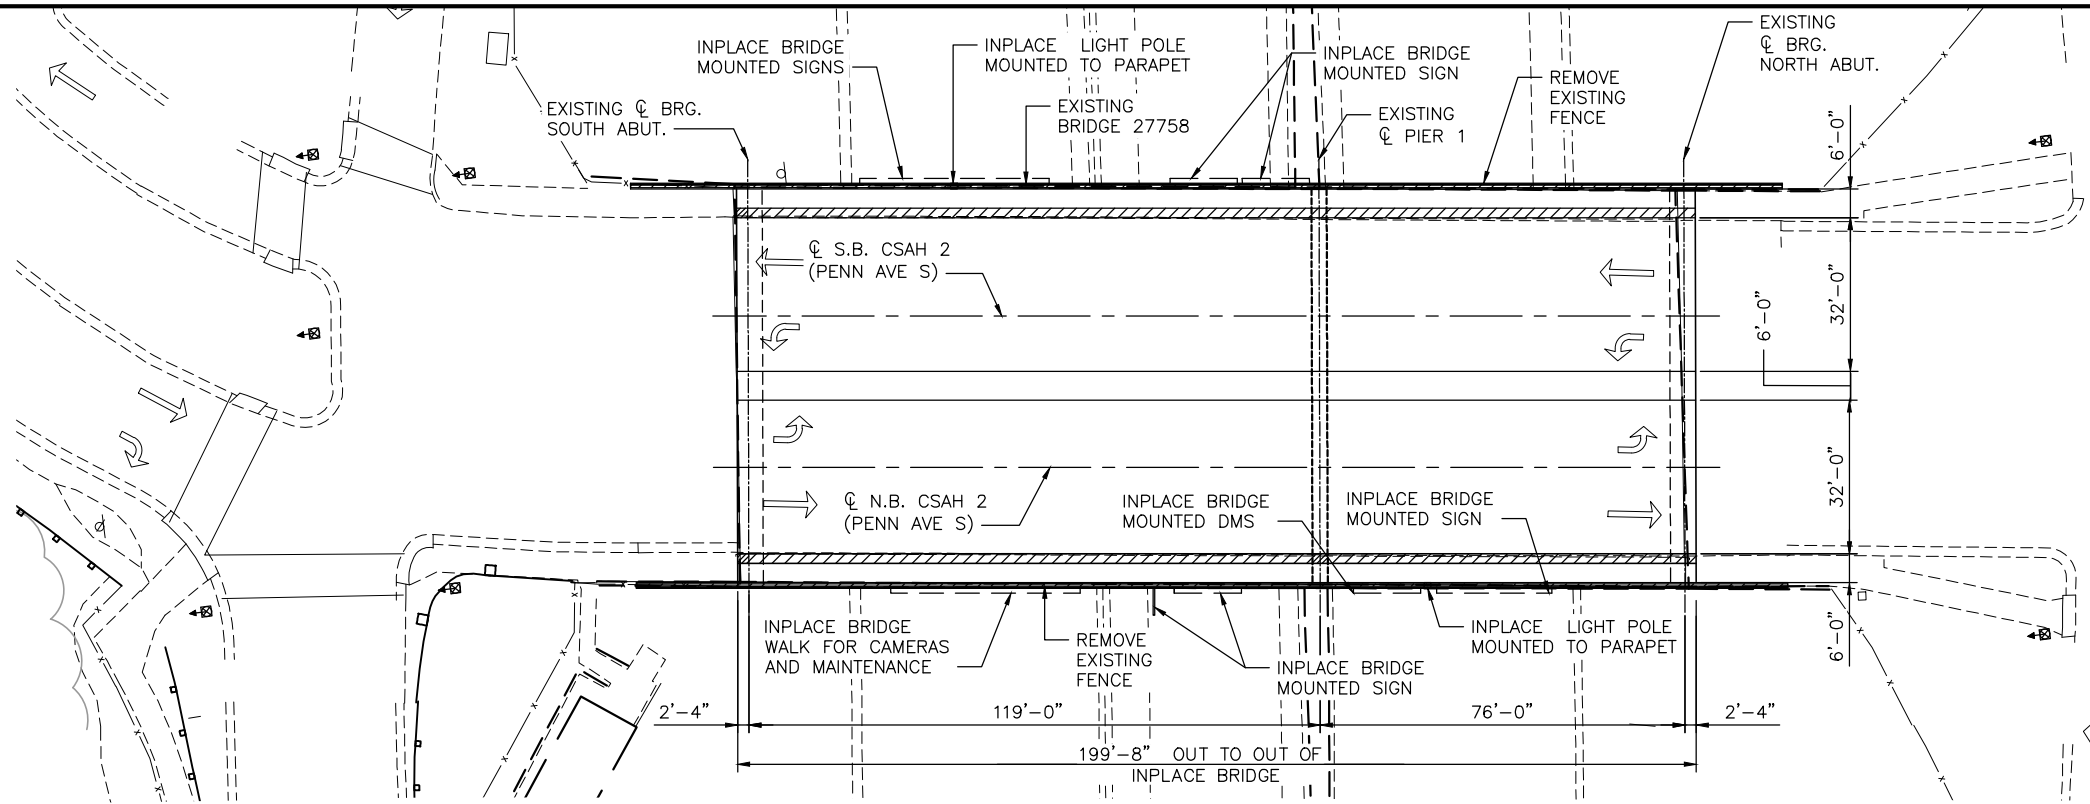 INPLACE BRIDGE
MOUNTED SIGNS
INPLACE LIGHT POLE
MOUNTED TO PARAPET
INPLACE BRIDGE
MOUNTED SIGN
EXISTING
℄ BRG.
NORTH ABUT.
REMOVE
EXISTING
FENCE
EXISTING ℄ BRG.
SOUTH ABUT.
EXISTING
BRIDGE 27758
EXISTING
℄ PIER 1
6'-0"
℄ S.B. CSAH 2
(PENN AVE S)
32'-0"
6'-0"
32'-0"
℄ N.B. CSAH 2
(PENN AVE S)
INPLACE BRIDGE
MOUNTED DMS
INPLACE BRIDGE
MOUNTED SIGN
6'-0"
INPLACE BRIDGE
WALK FOR CAMERAS
AND MAINTENANCE
REMOVE
EXISTING
FENCE
INPLACE BRIDGE
MOUNTED SIGN
INPLACE LIGHT POLE
MOUNTED TO PARAPET
2'-4"
119'-0"
76'-0"
2'-4"
199'-8" OUT TO OUT OF
INPLACE BRIDGE